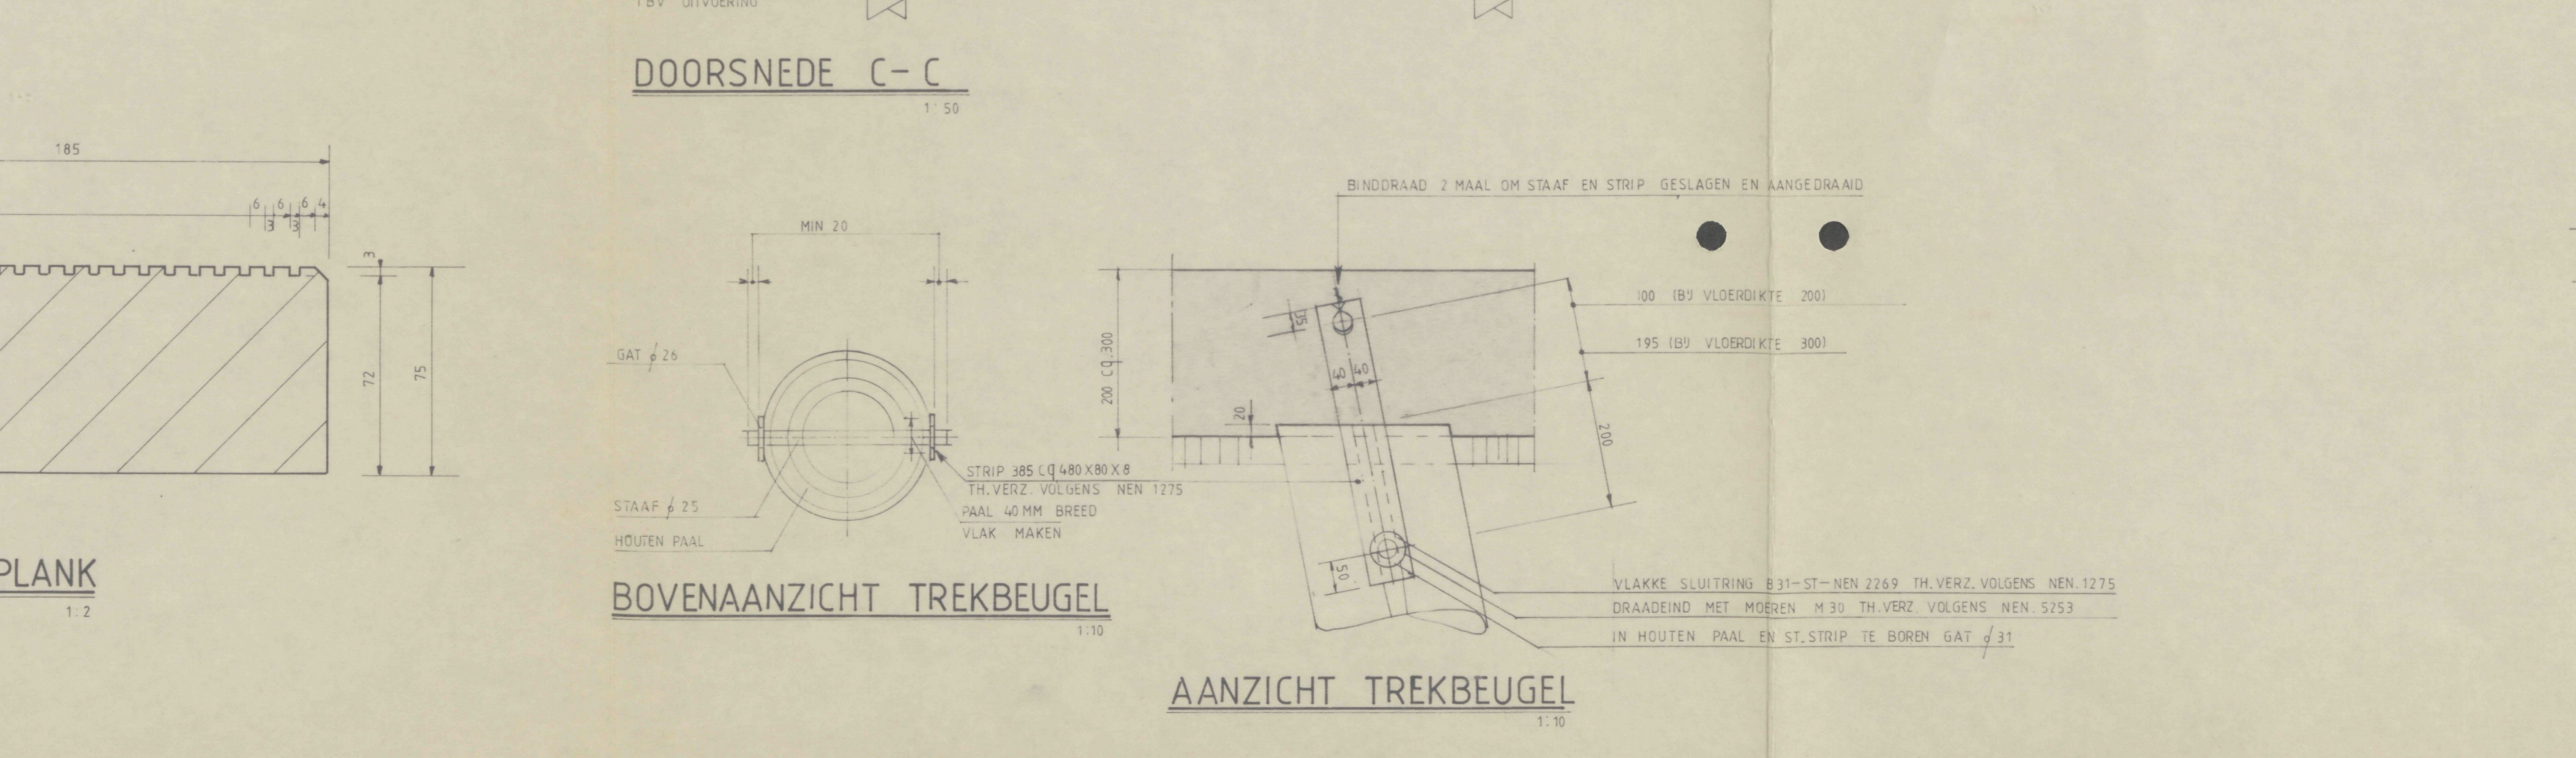 TBV UITVOERING
DOORSNEDE C-C
1:50
185
6 6 6 4
3 3
3
72
75
PLANK
1:2
MIN 20
GAT ⌀ 26
STAAF ⌀ 25
HOUTEN PAAL
STRIP 385 CQ 480X80X8
TH.VERZ. VOLGENS NEN 1275
PAAL 40 MM BREED
VLAK MAKEN
BOVENAANZICHT TREKBEUGEL
1:10
BINDDRAAD 2 MAAL OM STAAF EN STRIP GESLAGEN EN AANGEDRAAID
100 (BIJ VLOERDIKTE 200)
195 (BIJ VLOERDIKTE 300)
200 CQ.300
35
40 40
20
200
50
VLAKKE SLUITRING B31-ST-NEN 2269 TH.VERZ.VOLGENS NEN.1275
DRAADEIND MET MOEREN M30 TH.VERZ. VOLGENS NEN. 5253
IN HOUTEN PAAL EN ST.STRIP TE BOREN GAT ⌀ 31
AANZICHT TREKBEUGEL
1:10